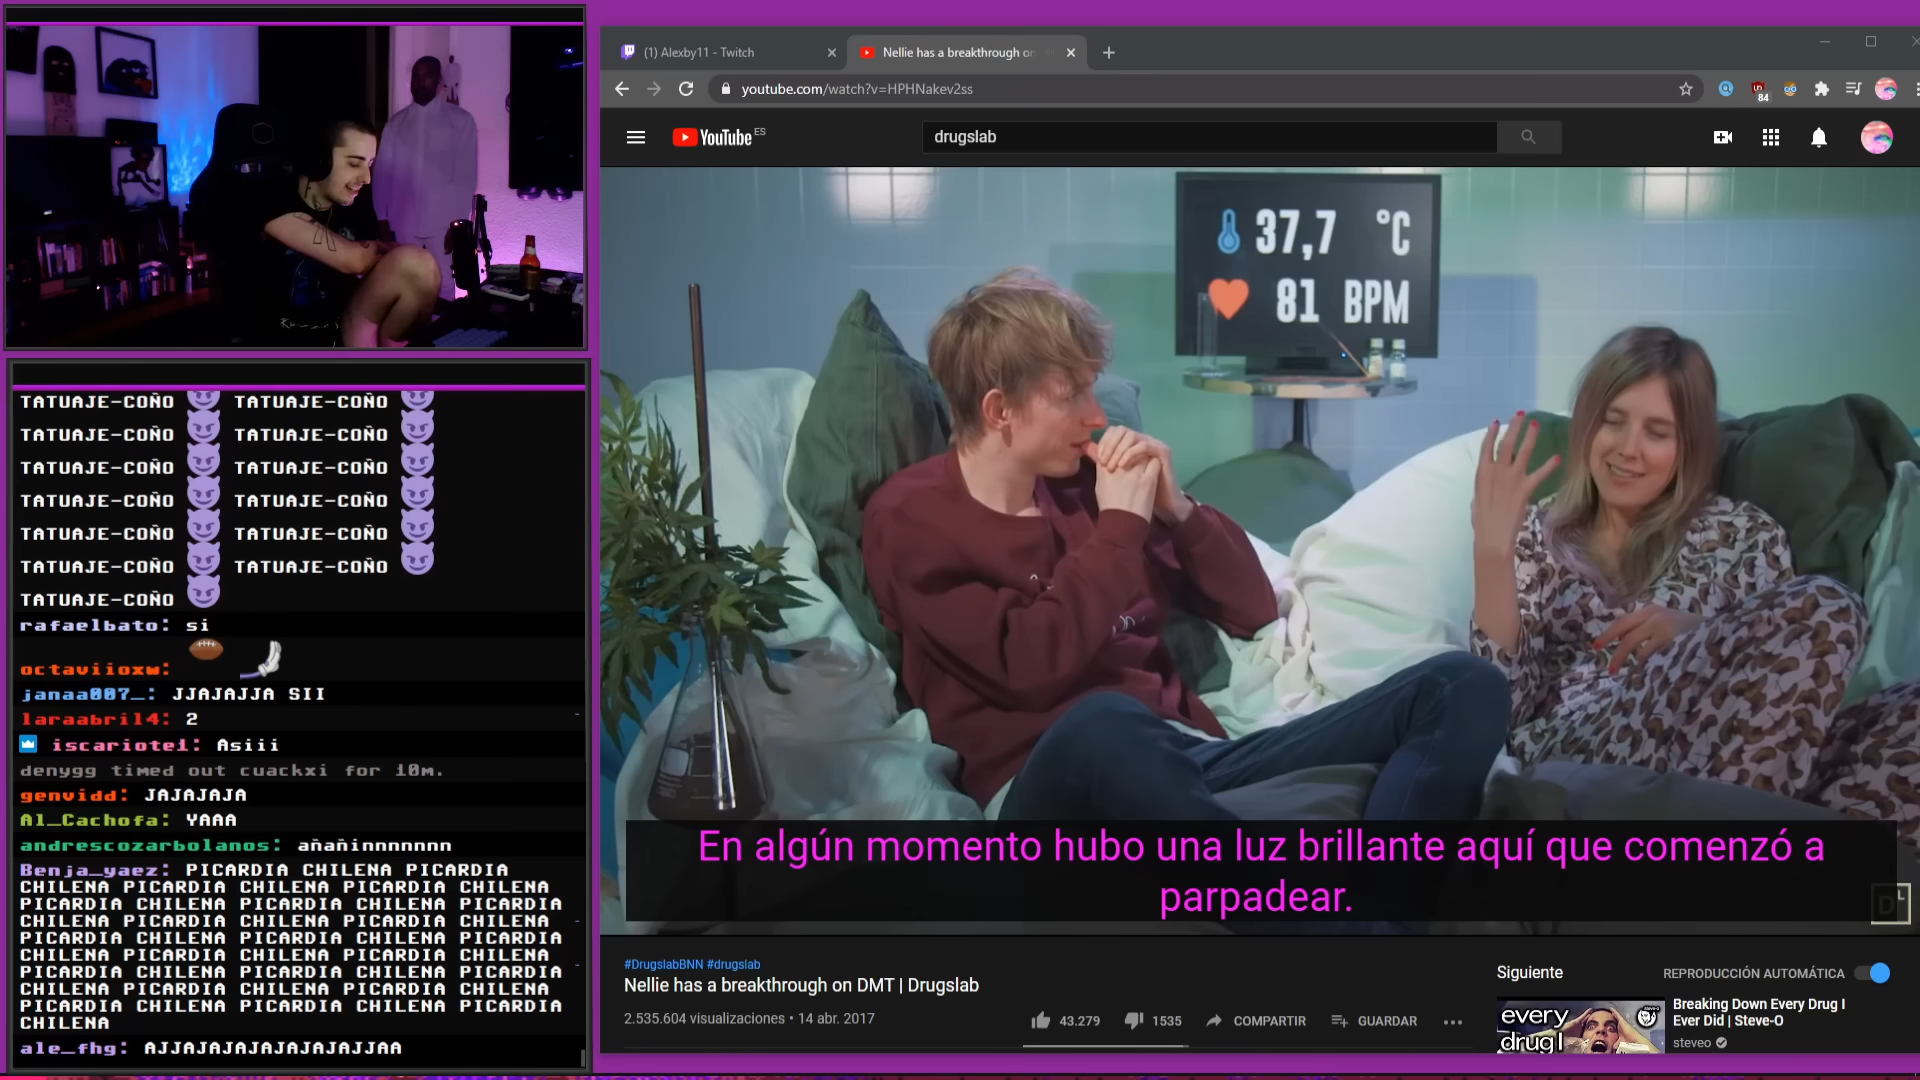 TATUAJE-COÑO TATUAJE-COÑO
TATUAJE-COÑO TATUAJE-COÑO
TATUAJE-COÑO TATUAJE-COÑO
TATUAJE-COÑO TATUAJE-COÑO
TATUAJE-COÑO TATUAJE-COÑO
TATUAJE-COÑO TATUAJE-COÑO
TATUAJE-COÑO
rafaelbato: si
octaviioxw:
janaa007_: JJAJAJJA SII
laraabril4: 2
iscariote1: Asiii
denygg timed out cuackxi for 10m.
genvidd: JAJAJAJA
Al_Cachofa: YAAA
andrescozarbolanos: añañinnnnnnn
Benja_yaez: PICARDIA CHILENA PICARDIA
CHILENA PICARDIA CHILENA PICARDIA CHILENA
PICARDIA CHILENA PICARDIA CHILENA PICARDIA
CHILENA PICARDIA CHILENA PICARDIA CHILENA
PICARDIA CHILENA PICARDIA CHILENA PICARDIA
CHILENA PICARDIA CHILENA PICARDIA CHILENA
PICARDIA CHILENA PICARDIA CHILENA PICARDIA
CHILENA PICARDIA CHILENA PICARDIA CHILENA
PICARDIA CHILENA PICARDIA CHILENA PICARDIA
CHILENA
ale_fhg: AJJAJAJAJAJAJAJAJJAA
(1) Alexby11 - Twitch
Nellie has a breakthrough on
youtube.com/watch?v=HPHNakev2ss
84
YouTube ES
drugslab
37,7 °C
81 BPM
En algún momento hubo una luz brillante aquí que comenzó a
parpadear.
DL
#DrugslabBNN #drugslab
Nellie has a breakthrough on DMT | Drugslab
2.535.604 visualizaciones • 14 abr. 2017
43.279
1535
COMPARTIR
GUARDAR
Siguiente
REPRODUCCIÓN AUTOMÁTICA
every
drug I
Breaking Down Every Drug I
Ever Did | Steve-O
steveo